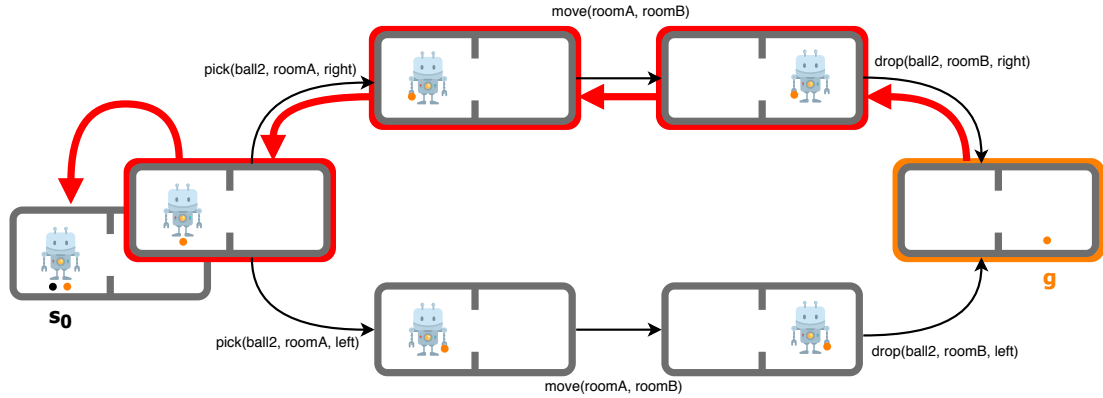 move(roomA, roomB)
pick(ball2, roomA, right)
drop(ball2, roomB, right)
g
s0
pick(ball2, roomA, left)
drop(ball2, roomB, left)
move(roomA, roomB)